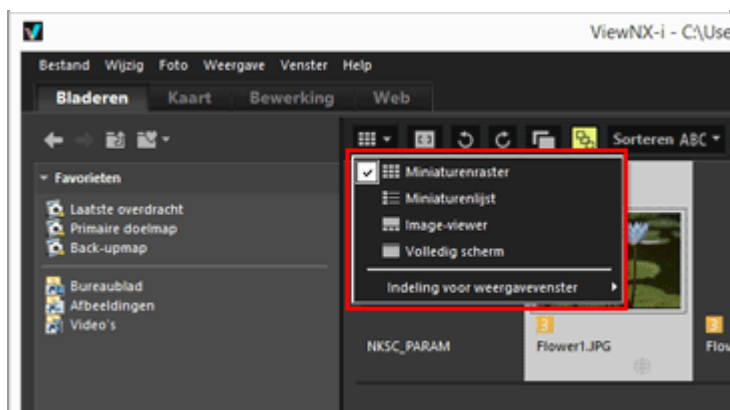 ViewNX-i - C:\Use
Bestand Wijzig Foto Weergave Venster Help
Bladeren Kaart Bewerking Web
Sorteren ABC
Favorieten
Laatste overdracht
Primaire doelmap
Back-upmap
Bureaublad
Afbeeldingen
Video's
Miniaturenraster
Miniaturenlijst
Image-viewer
Volledig scherm
Indeling voor weergavevenster
3
3
NKSC_PARAM
Flower1.JPG
Flow